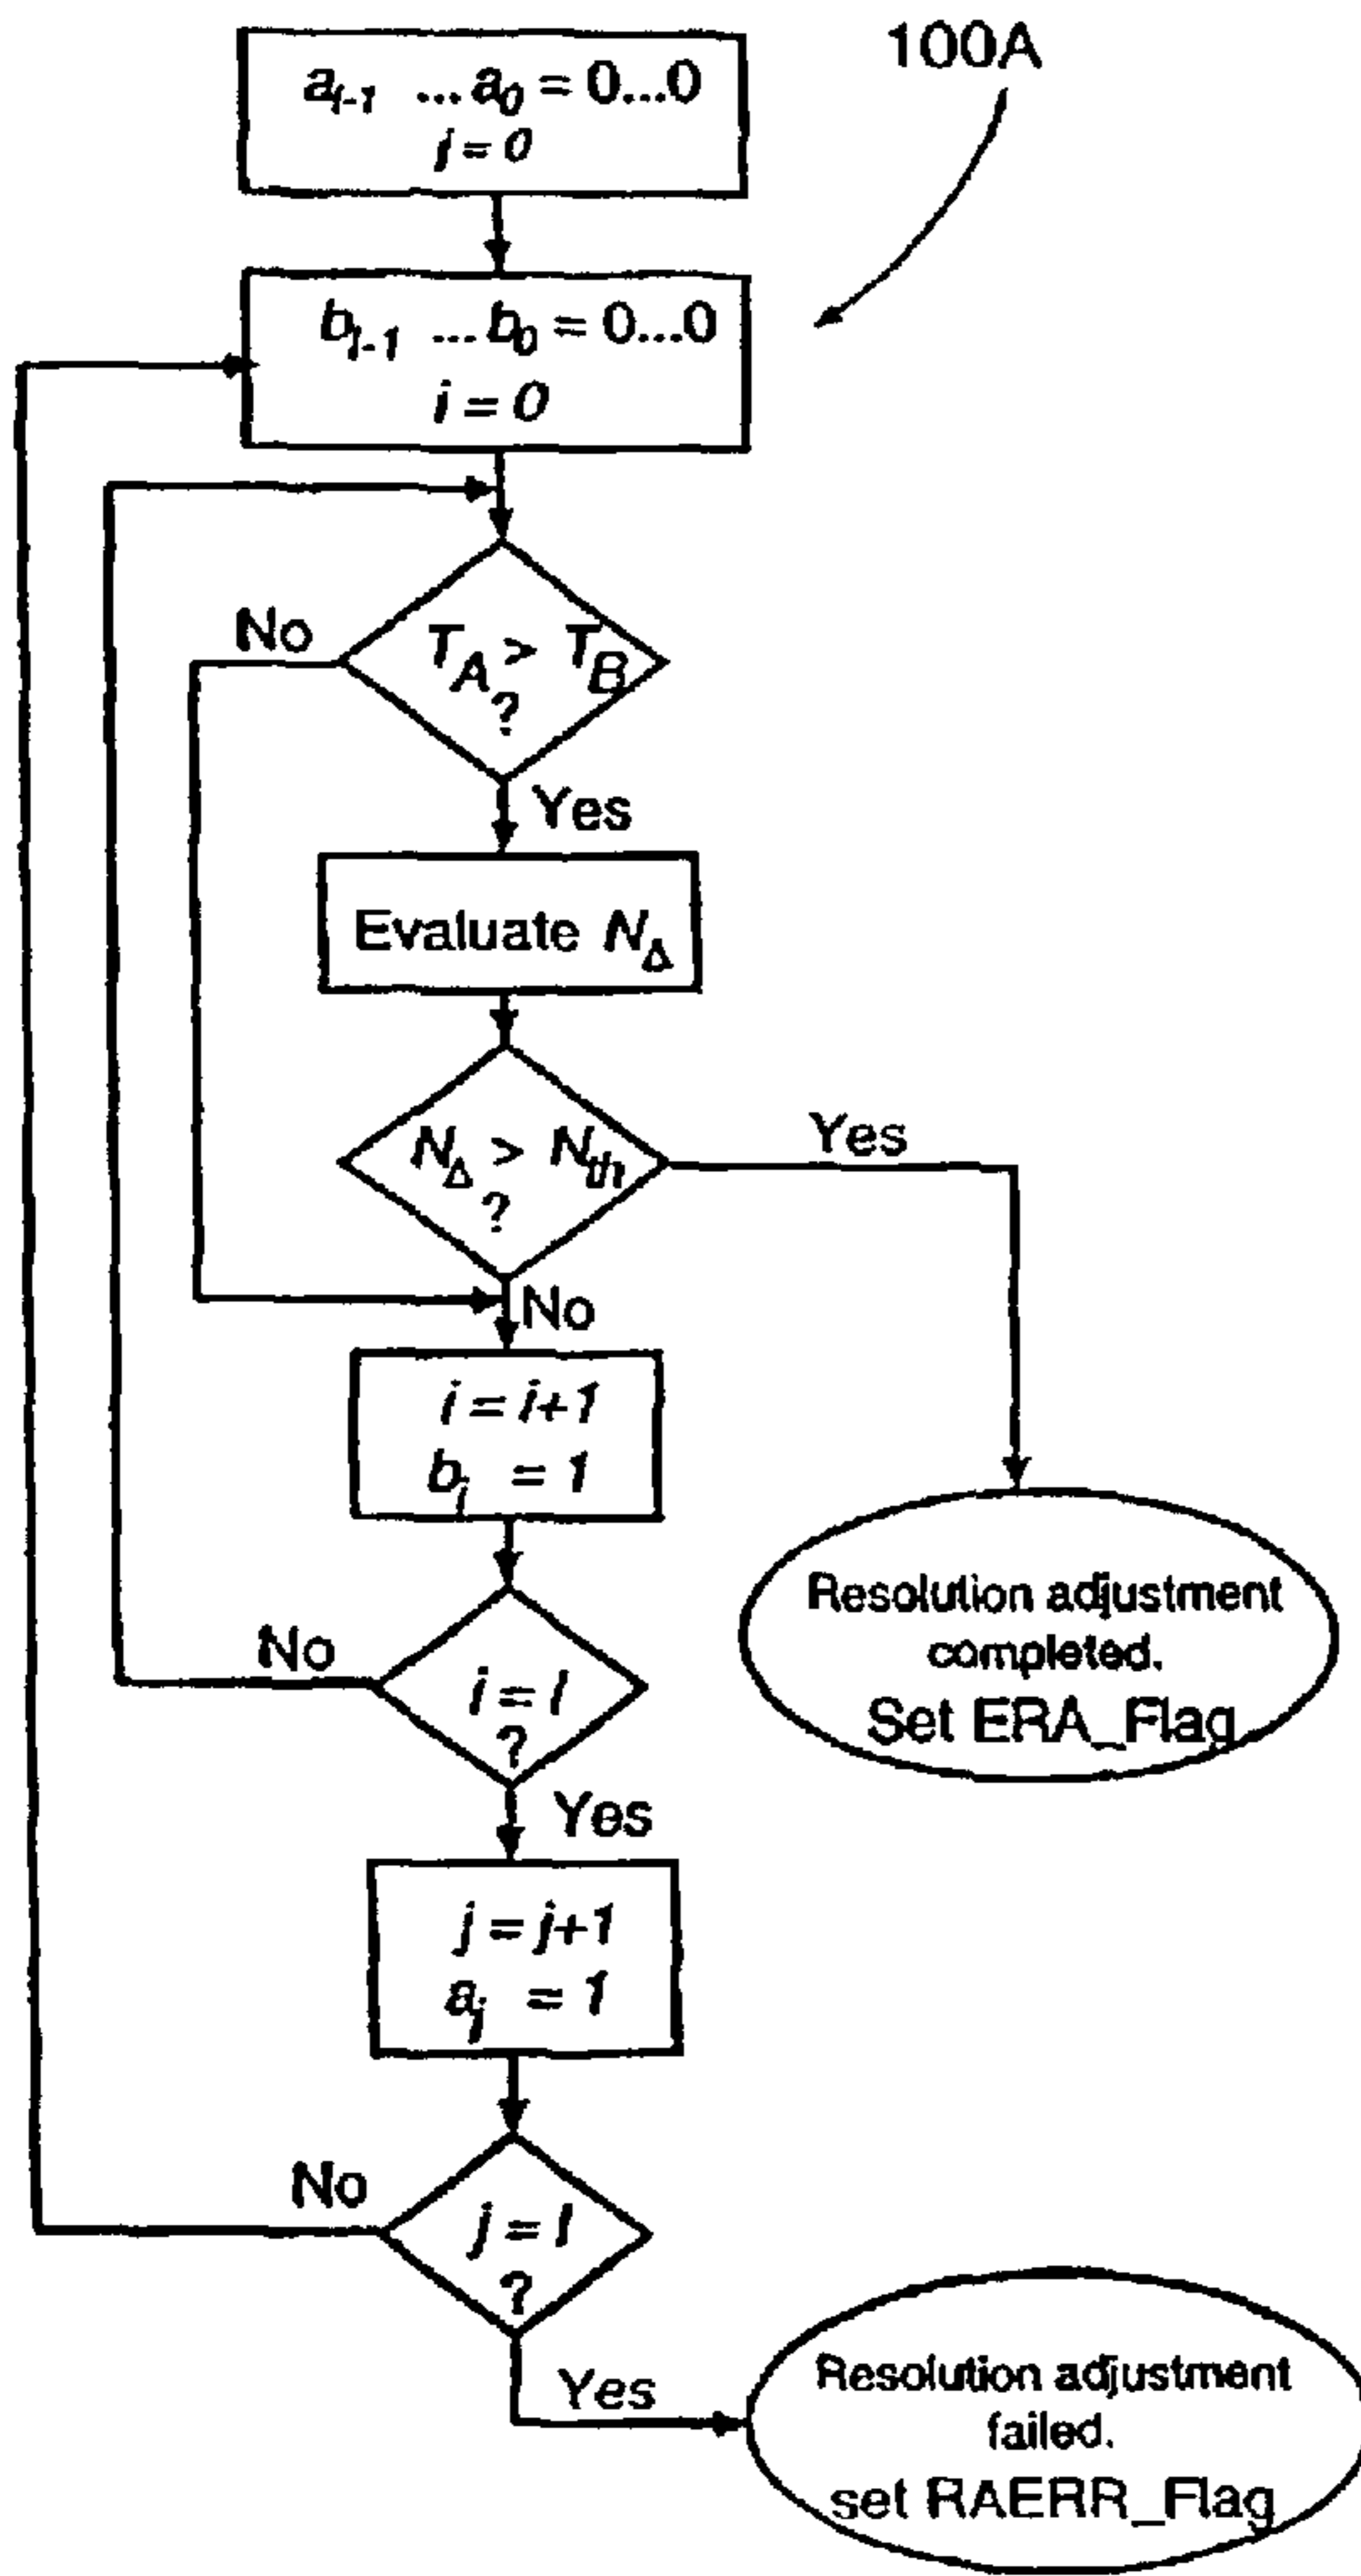 100A
a_{l-1} ... a_0 = 0...0
j = 0
b_{l-1} ... b_0 = 0...0
i = 0
T_A > T_B
?
No
Yes
Evaluate N_Δ
N_Δ > N_{th}
?
Yes
No
i = i+1
b_i = 1
Resolution adjustment
completed.
Set ERA_Flag
i = l
?
No
Yes
j = j+1
a_j = 1
j = l
?
No
Yes
Resolution adjustment
failed.
set RAERR_Flag